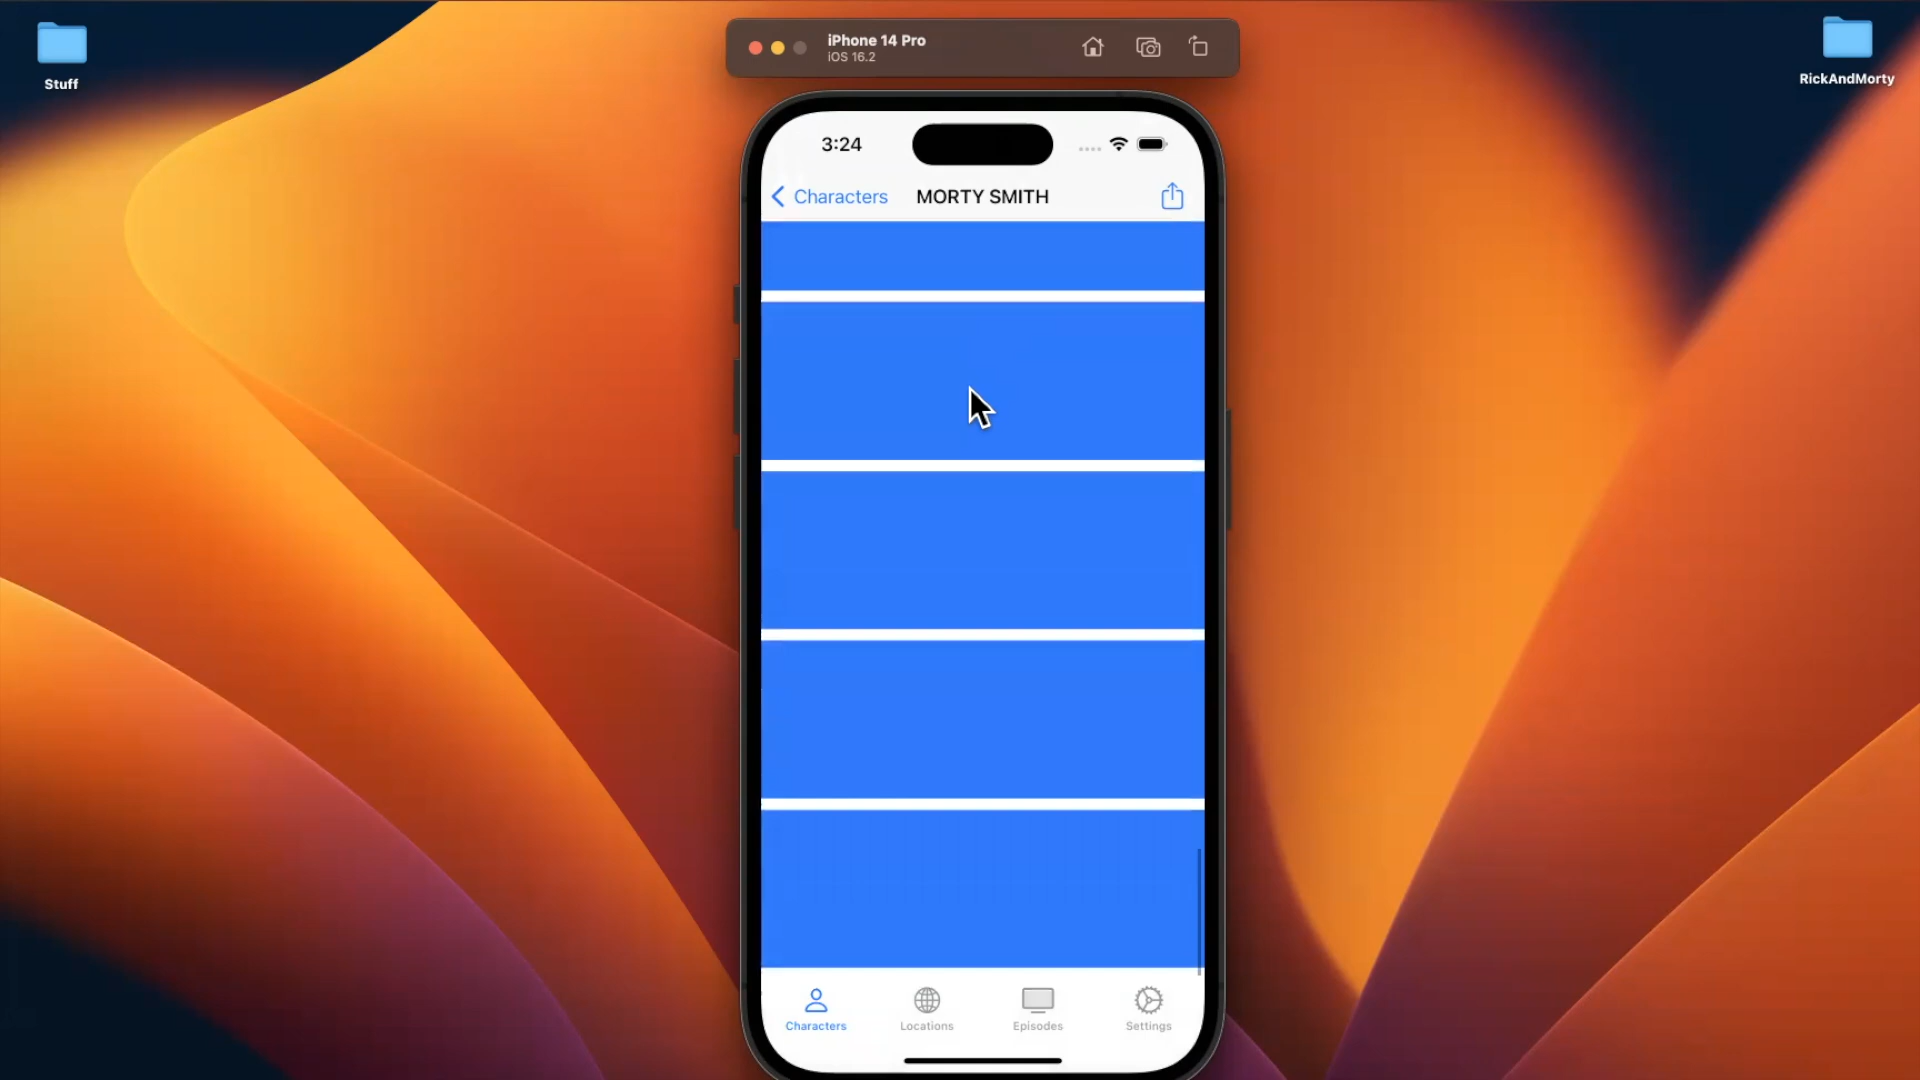 Stuff
iPhone 14 Pro
iOS 16.2
RickAndMorty
3:24
Characters
MORTY SMITH
Characters
Locations
Episodes
Settings